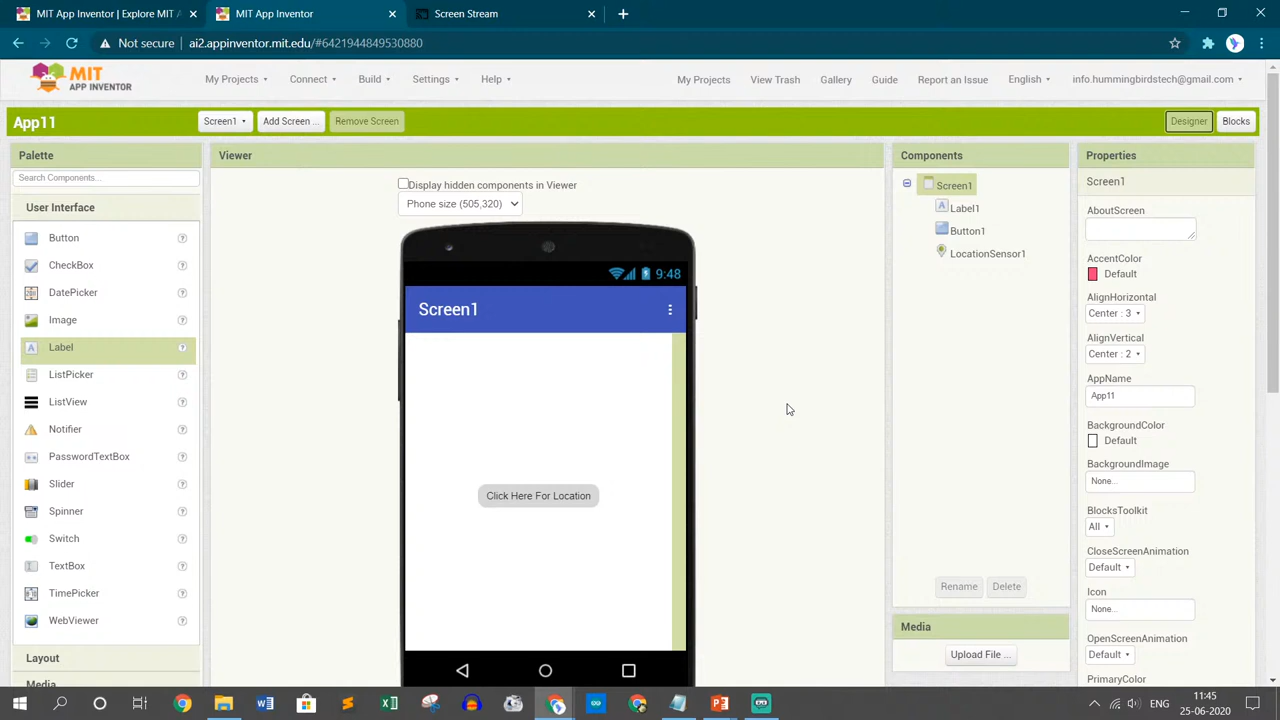 MIT App Inventor | Explore MIT A
MIT App Inventor
Screen Stream
Not secure
ai2.appinventor.mit.edu/#6421944849530880
MIT
APP INVENTOR
My Projects
Connect
Build
Settings
Help
My Projects
View Trash
Gallery
Guide
Report an Issue
English
info.hummingbirdstech@gmail.com
App11
Screen1
Add Screen ...
Remove Screen
Designer
Blocks
Palette
Search Components...
User Interface
Button
CheckBox
DatePicker
Image
Label
ListPicker
ListView
Notifier
PasswordTextBox
Slider
Spinner
Switch
TextBox
TimePicker
WebViewer
Layout
Media
Viewer
Display hidden components in Viewer
Phone size (505,320)
9:48
Screen1
Click Here For Location
Components
Screen1
Label1
Button1
LocationSensor1
Rename
Delete
Media
Upload File ...
Properties
Screen1
AboutScreen
AccentColor
Default
AlignHorizontal
Center : 3
AlignVertical
Center : 2
AppName
App11
BackgroundColor
Default
BackgroundImage
None...
BlocksToolkit
All
CloseScreenAnimation
Default
Icon
None...
OpenScreenAnimation
Default
PrimaryColor
ENG
11:45
25-06-2020